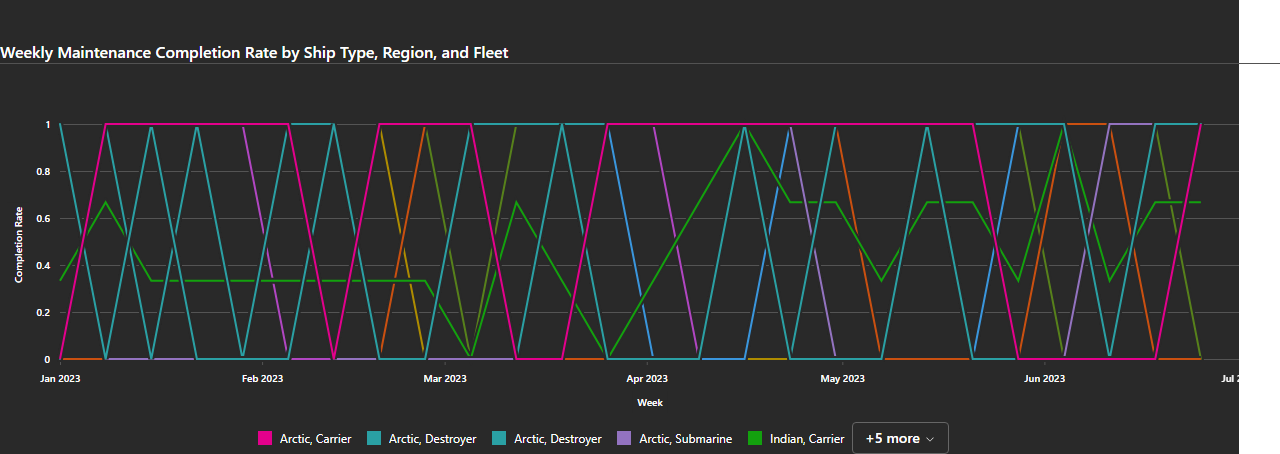 Weekly Maintenance Completion Rate by Ship Type, Region, and Fleet
1
0.8
0.6
0.4
0.2
0
Completion Rate
Jan 2023 Feb 2023 Mar 2023 Apr 2023 May 2023 Jun 2023 Jul 2
Week
Arctic, Carrier Arctic, Destroyer Arctic, Destroyer Arctic, Submarine Indian, Carrier +5 more